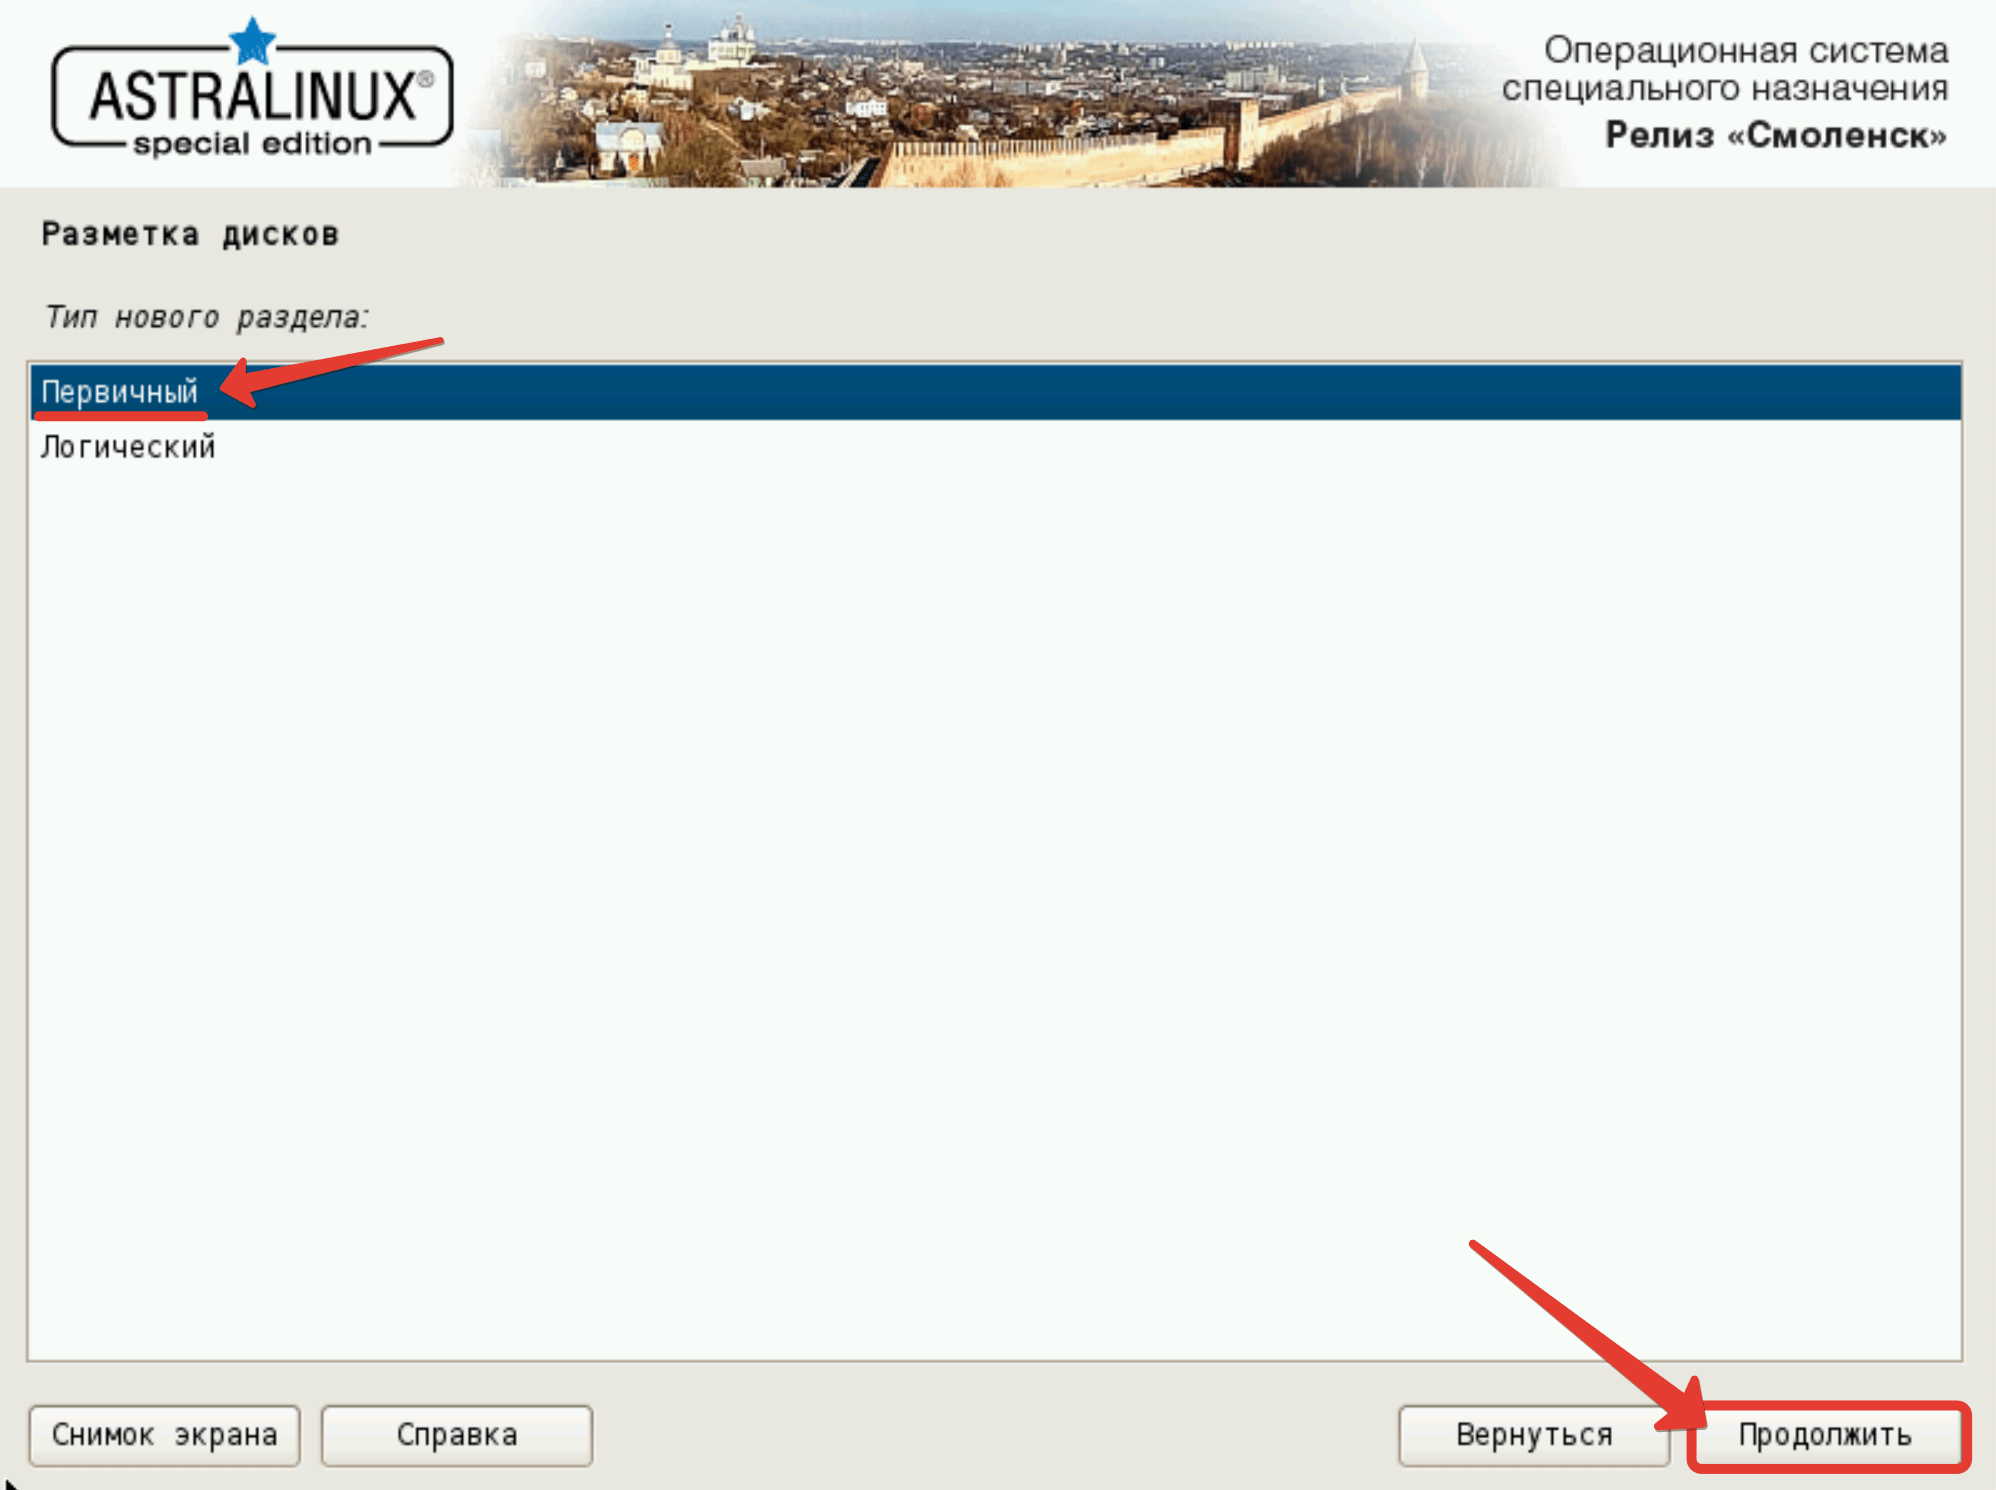 ASTRALINUX®
special edition
Операционная система
специального назначения
Релиз «Смоленск»
Разметка дисков
Тип нового раздела:
Первичный
Логический
Снимок экрана
Справка
Вернуться
Продолжить